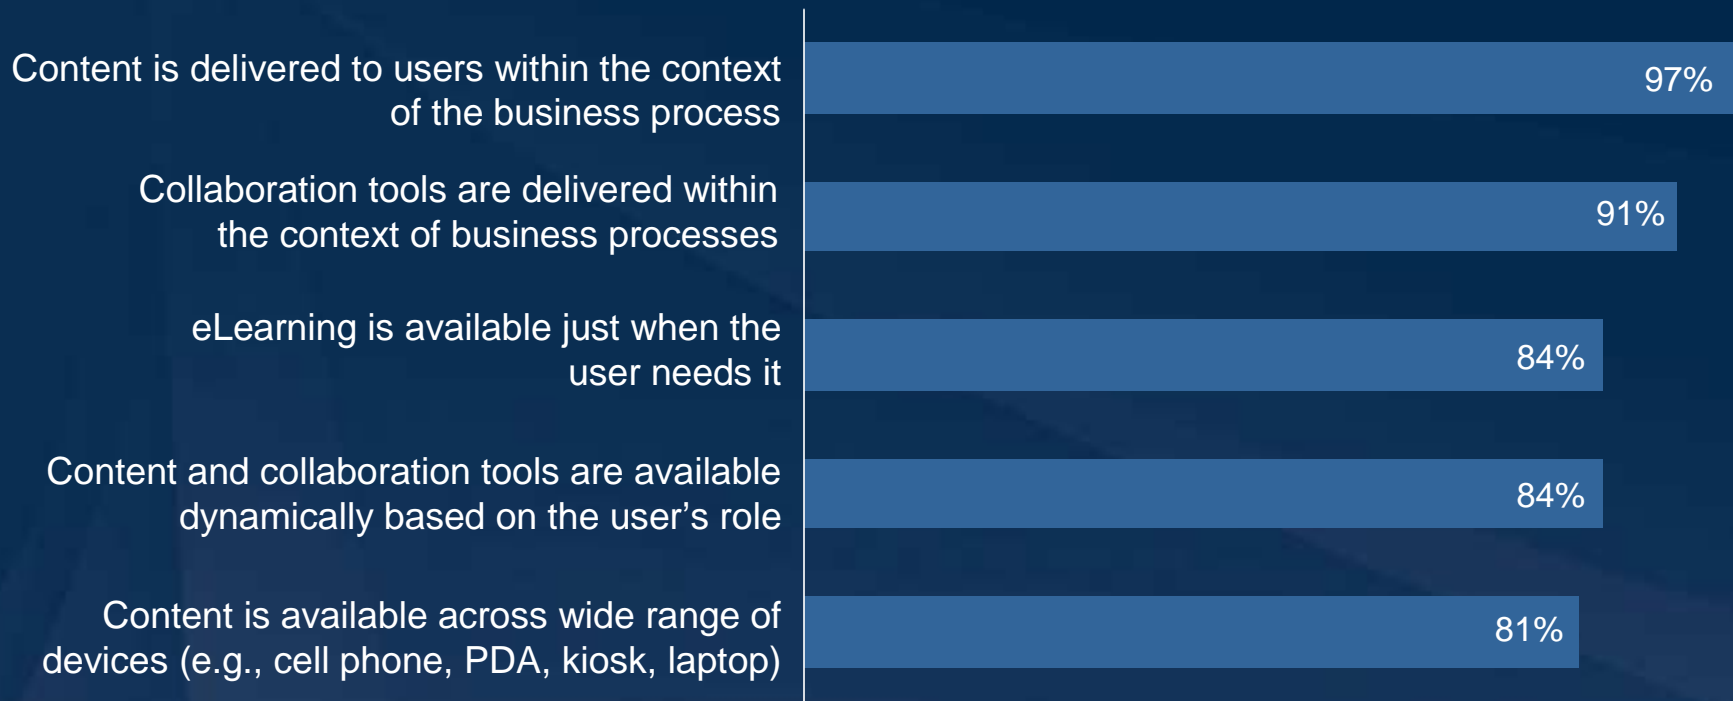 Content is delivered to users within the context
of the business process
97%
Collaboration tools are delivered within
the context of business processes
91%
eLearning is available just when the
user needs it
84%
Content and collaboration tools are available
dynamically based on the user’s role
84%
Content is available across wide range of
devices (e.g., cell phone, PDA, kiosk, laptop)
81%